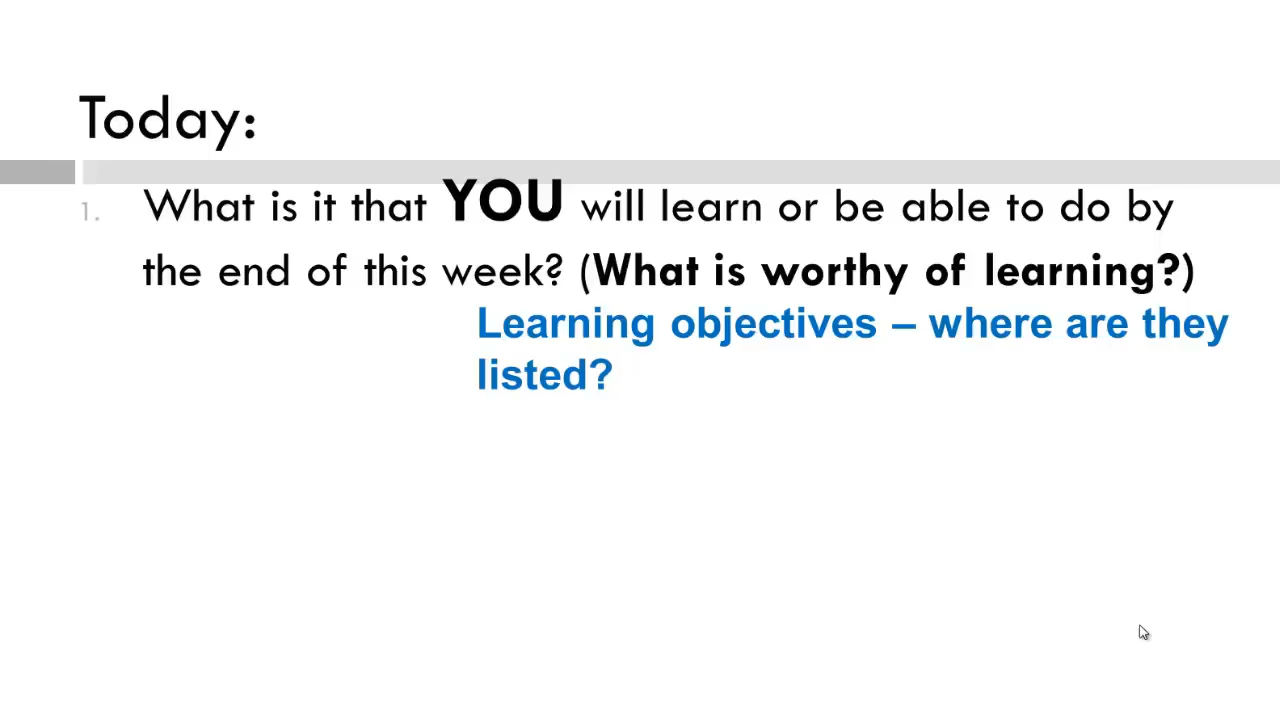 Today:
1. What is it that YOU will learn or be able to do by
the end of this week? (What is worthy of learning?)
Learning objectives – where are they
listed?